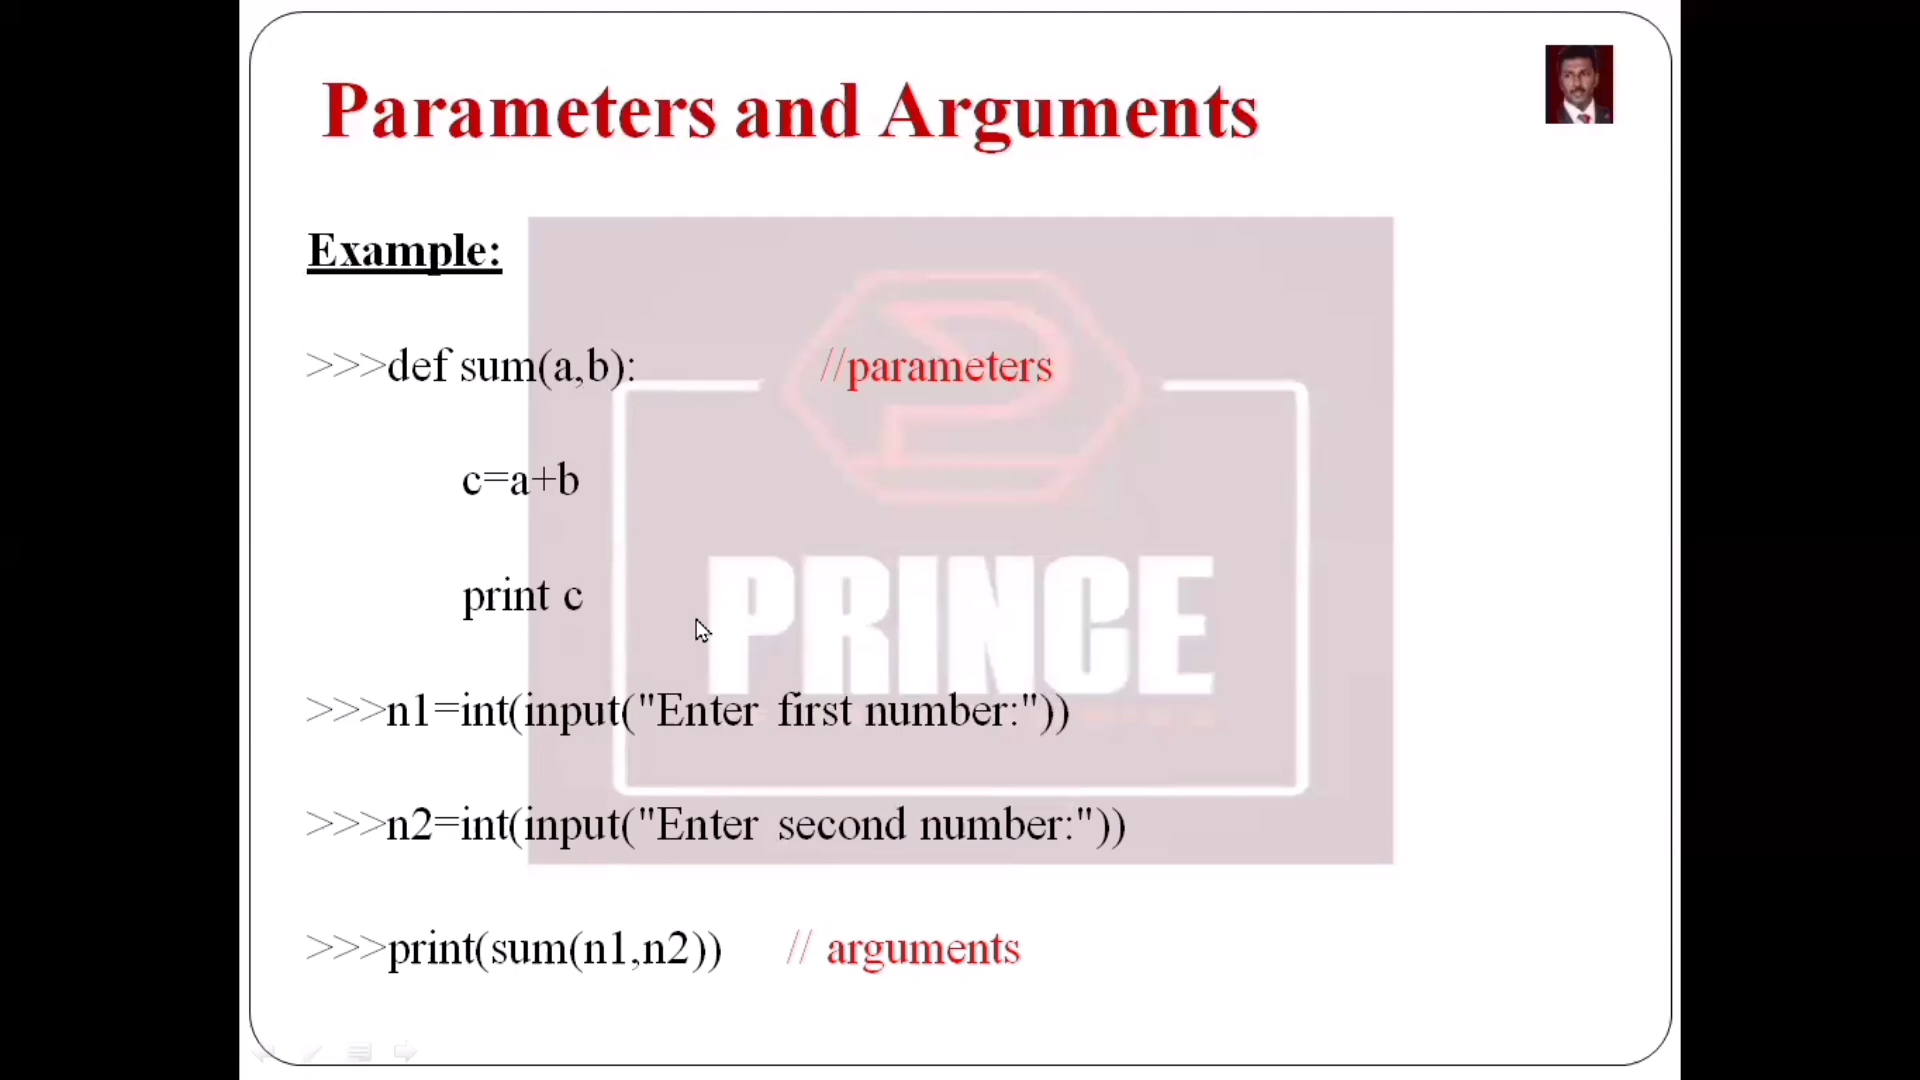 Parameters and Arguments
Example:
>>>def sum(a,b): //parameters
c=a+b
print c
PRINCE
>>>n1=int(input("Enter first number:"))
>>>n2=int(input("Enter second number:"))
>>>print(sum(n1,n2)) // arguments